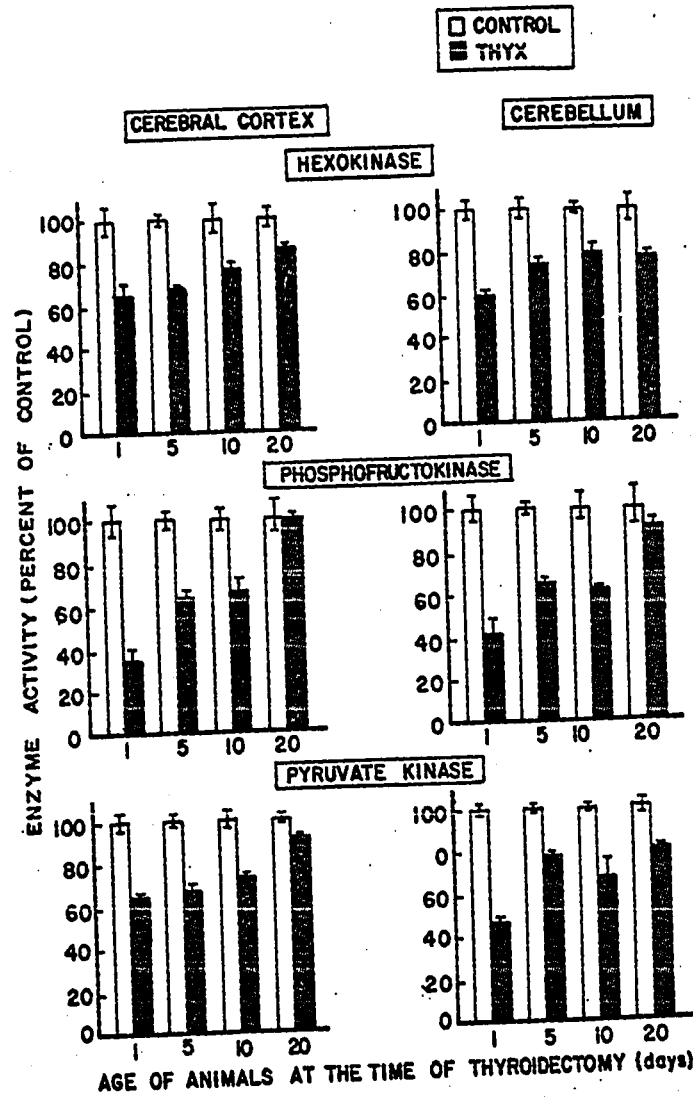 CONTROL
THYX
CEREBRAL CORTEX
CEREBELLUM
HEXOKINASE
100
80
60
40
20
0
1 5 10 20
100
80
60
40
20
0
1 5 10 20
PHOSPHOFRUCTOKINASE
100
80
60
40
20
0
1 5 10 20
100
80
60
40
20
0
1 5 10 20
PYRUVATE KINASE
100
80
60
40
20
0
1 5 10 20
100
0
60
40
20
0
1 5 10 20
ENZYME ACTIVITY (PERCENT OF CONTROL)
AGE OF ANIMALS AT THE TIME OF THYROIDECTOMY (days)